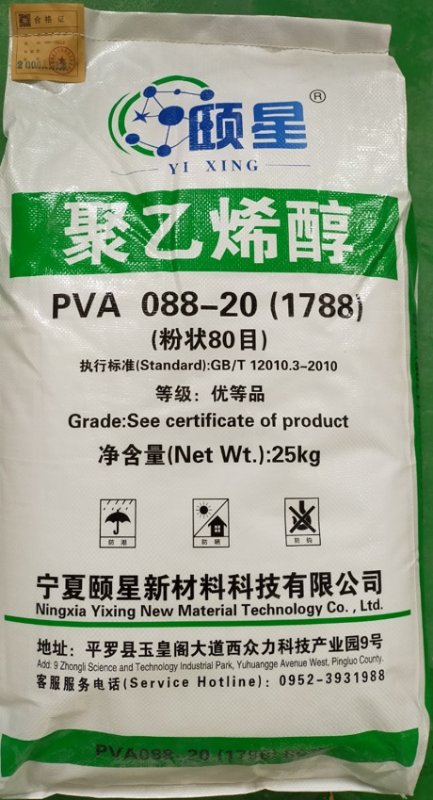 合格证
颐星®
YI XING
聚乙烯醇
PVA 088-20 (1788)
(粉状80目)
执行标准(Standard):GB/T 12010.3-2010
等级：优等品
Grade:See certificate of product
净含量(Net Wt.):25kg
防潮 防晒 防钩
宁夏颐星新材料科技有限公司
Ningxia Yixing New Material Technology Co. , Ltd.
地址：平罗县玉皇阁大道西众力科技产业园9号
Add: 9 Zhongli Science and Technology Industrial Park, Yuhuangge Avenue West, Pingluo County.
客服服务电话(Service Hotline)：0952-3931988
PVA088-20